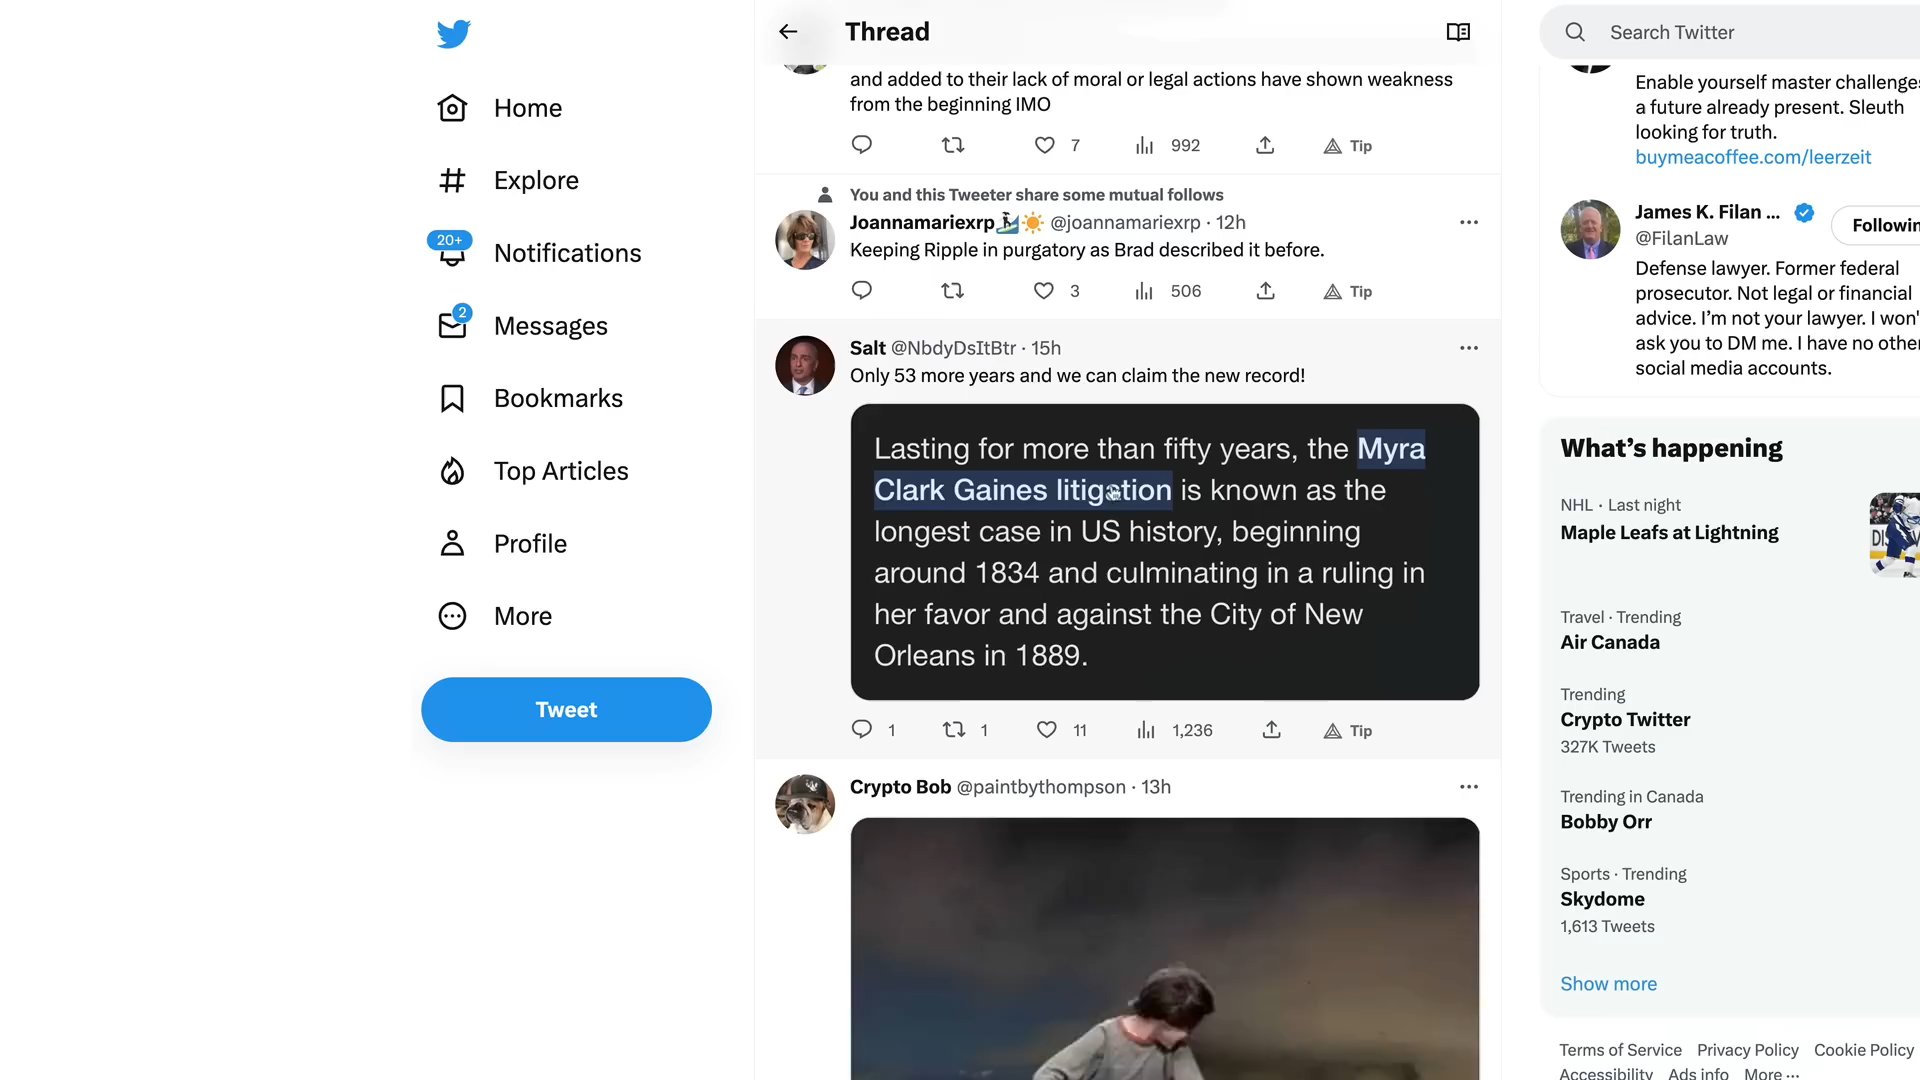 Home
Explore
20+
Notifications
2
Messages
Bookmarks
Top Articles
Profile
More
Tweet
Thread
and added to their lack of moral or legal actions have shown weakness
from the beginning IMO
7 992 Tip
You and this Tweeter share some mutual follows
Joannamariexrp @joannamariexrp · 12h
Keeping Ripple in purgatory as Brad described it before.
3 506 Tip
Salt @NbdyDsItBtr · 15h
Only 53 more years and we can claim the new record!
Lasting for more than fifty years, the Myra
Clark Gaines litigation is known as the
longest case in US history, beginning
around 1834 and culminating in a ruling in
her favor and against the City of New
Orleans in 1889.
1 1 11 1,236 Tip
Crypto Bob @paintbythompson · 13h
Search Twitter
Enable yourself master challenges
a future already present. Sleuth
looking for truth.
buymeacoffee.com/leerzeit
James K. Filan ...
@FilanLaw
Followin
Defense lawyer. Former federal
prosecutor. Not legal or financial
advice. I’m not your lawyer. I won'
ask you to DM me. I have no other
social media accounts.
What’s happening
NHL · Last night
Maple Leafs at Lightning
Travel · Trending
Air Canada
Trending
Crypto Twitter
327K Tweets
Trending in Canada
Bobby Orr
Sports · Trending
Skydome
1,613 Tweets
Show more
Terms of Service Privacy Policy Cookie Policy
Accessibility Ads info More ···